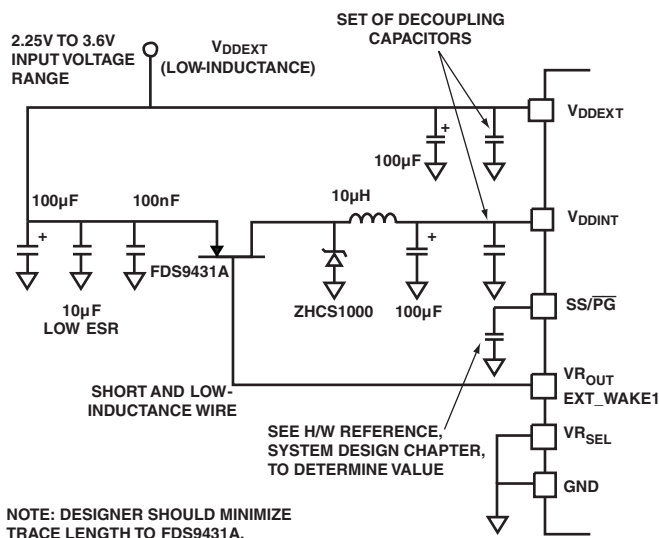 SET OF DECOUPLING
CAPACITORS
2.25V TO 3.6V
INPUT VOLTAGE
RANGE
VDDEXT
(LOW-INDUCTANCE)
VDDEXT
+
100µF
100µF
100nF
10µH
VDDINT
+
+
FDS9431A
10µF
LOW ESR
ZHCS1000
100µF
SS/PG
SHORT AND LOW-
INDUCTANCE WIRE
VROUT
EXT_WAKE1
SEE H/W REFERENCE,
SYSTEM DESIGN CHAPTER,
TO DETERMINE VALUE
VRSEL
GND
NOTE: DESIGNER SHOULD MINIMIZE
TRACE LENGTH TO FDS9431A.